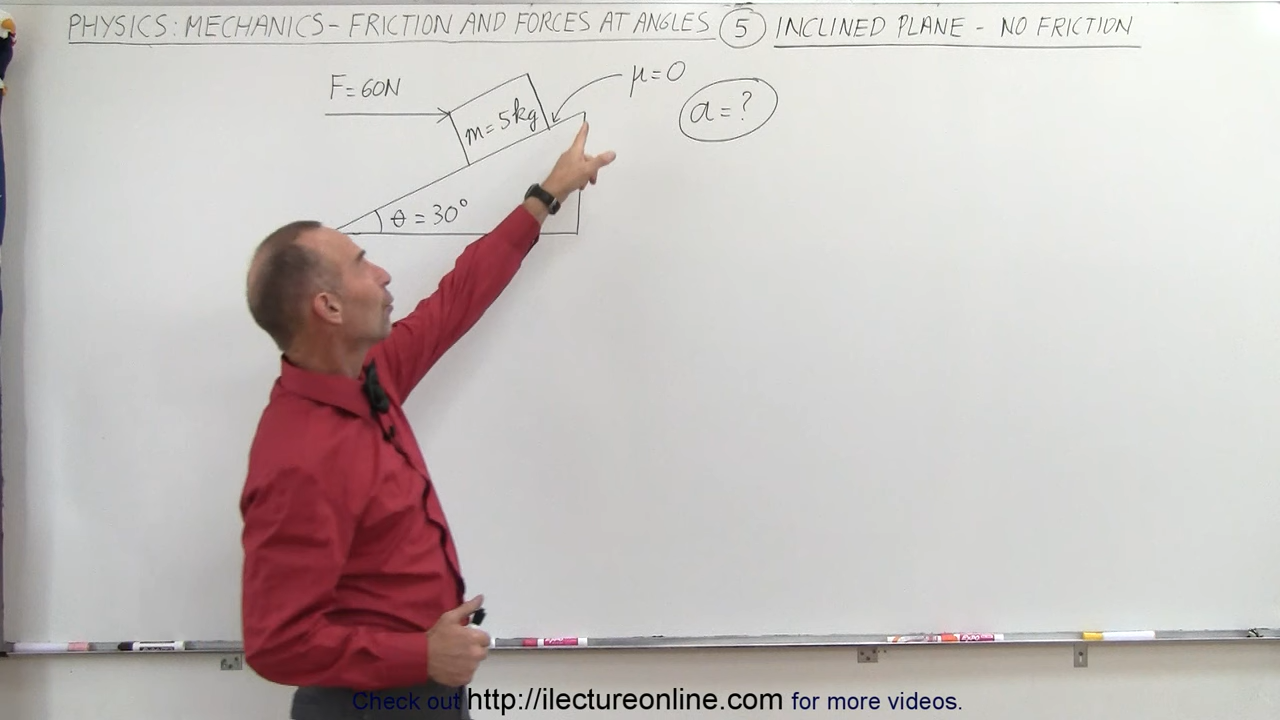 PHYSICS: MECHANICS - FRICTION AND FORCES AT ANGLES 5 INCLINED PLANE - NO FRICTION
F = 60N
m = 5kg
μ = 0
a = ?
θ = 30°
Check out http://ilectureonline.com for more videos.